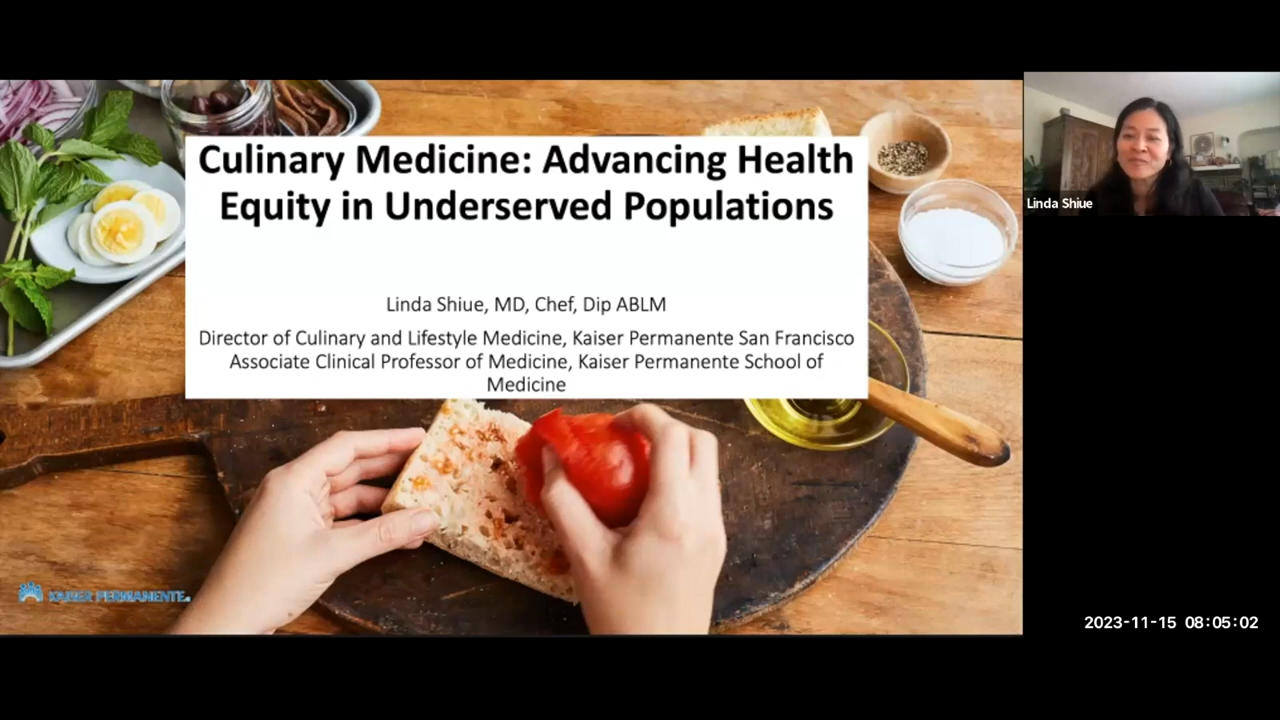 Culinary Medicine: Advancing Health
Equity in Underserved Populations
Linda Shiue, MD, Chef, Dip ABLM
Director of Culinary and Lifestyle Medicine, Kaiser Permanente San Francisco
Associate Clinical Professor of Medicine, Kaiser Permanente School of
Medicine
KAISER PERMANENTE.
Linda Shiue
2023-11-15 08:05:02